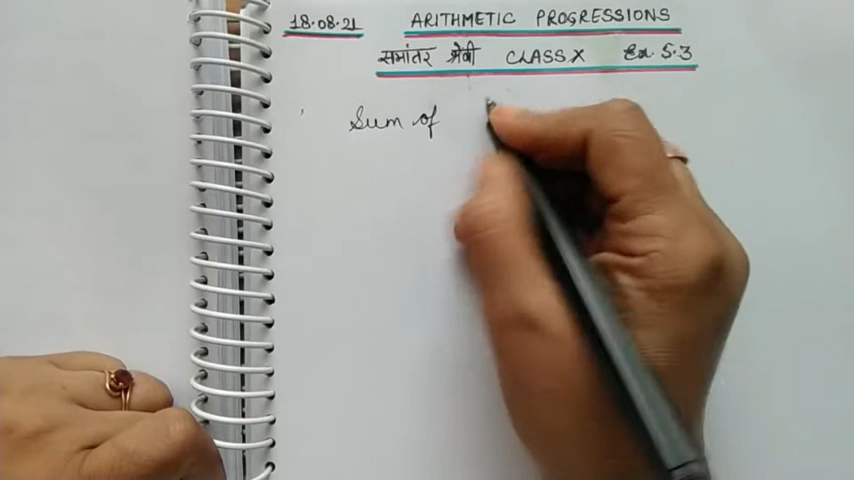 18.08.21 ARITHMETIC PROGRESSIONS
समांतर श्रेढी CLASS X Ex. 5.3
Sum of